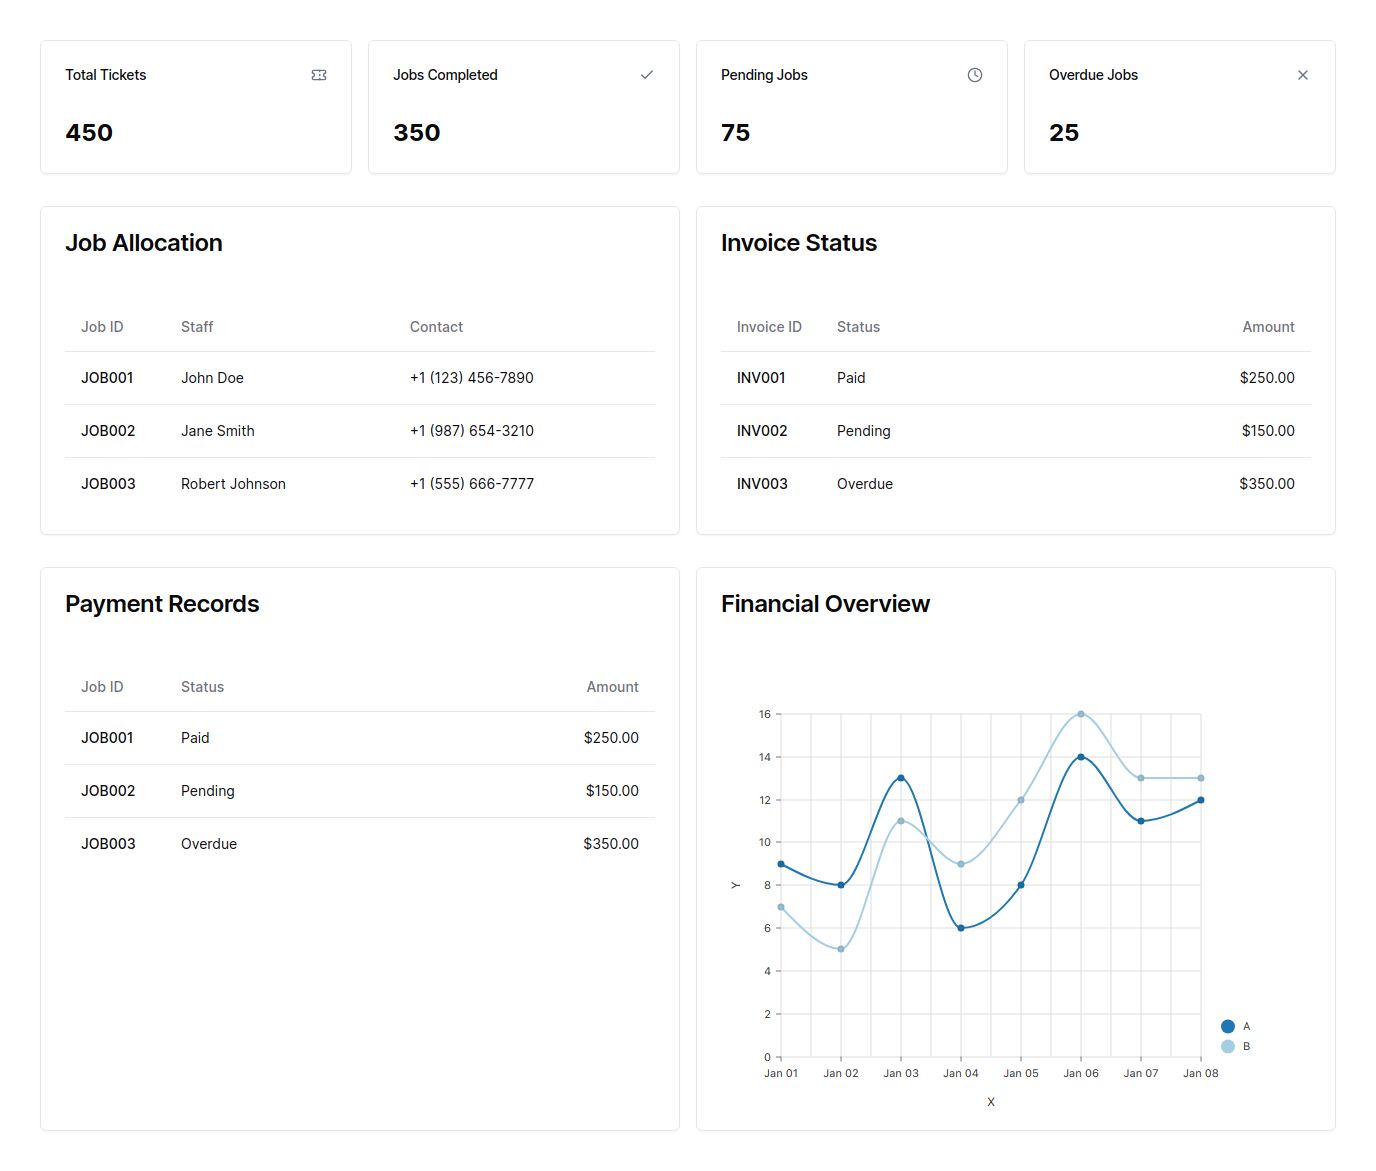 Total Tickets
450
Jobs Completed
350
Pending Jobs
75
Overdue Jobs
25
Job Allocation
Job ID Staff Contact
JOB001 John Doe +1 (123) 456-7890
JOB002 Jane Smith +1 (987) 654-3210
JOB003 Robert Johnson +1 (555) 666-7777
Invoice Status
Invoice ID Status Amount
INV001 Paid $250.00
INV002 Pending $150.00
INV003 Overdue $350.00
Payment Records
Job ID Status Amount
JOB001 Paid $250.00
JOB002 Pending $150.00
JOB003 Overdue $350.00
Financial Overview
16
14
12
10
8
6
4
2
0
Y
Jan 01 Jan 02 Jan 03 Jan 04 Jan 05 Jan 06 Jan 07 Jan 08
X
A
B